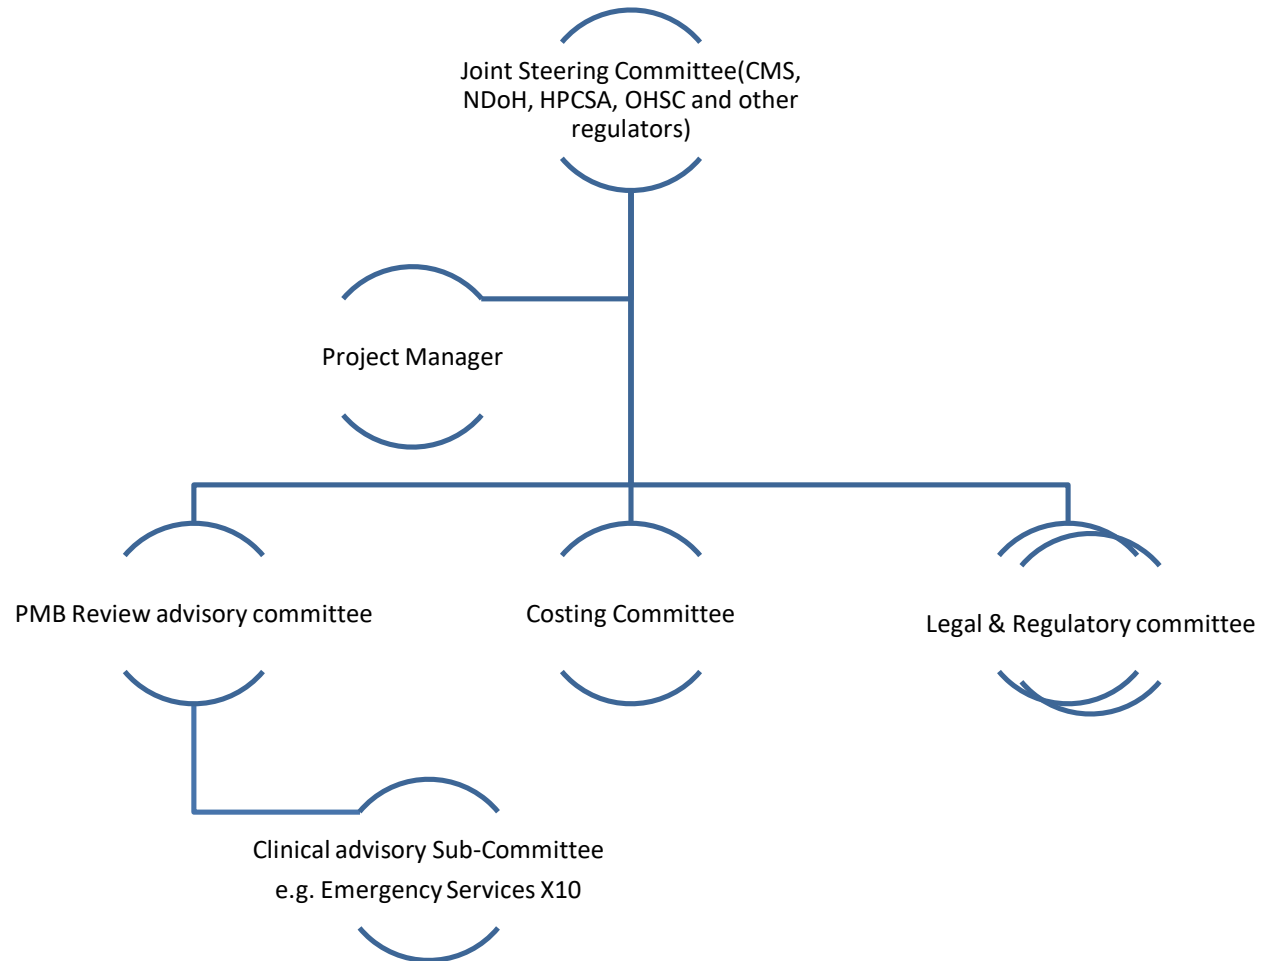 Joint Steering Committee(CMS,
NDoH, HPCSA, OHSC and other
regulators)
Project Manager
PMB Review advisory committee
Costing Committee
Legal & Regulatory committee
Clinical advisory Sub-Committee
e.g. Emergency Services X10